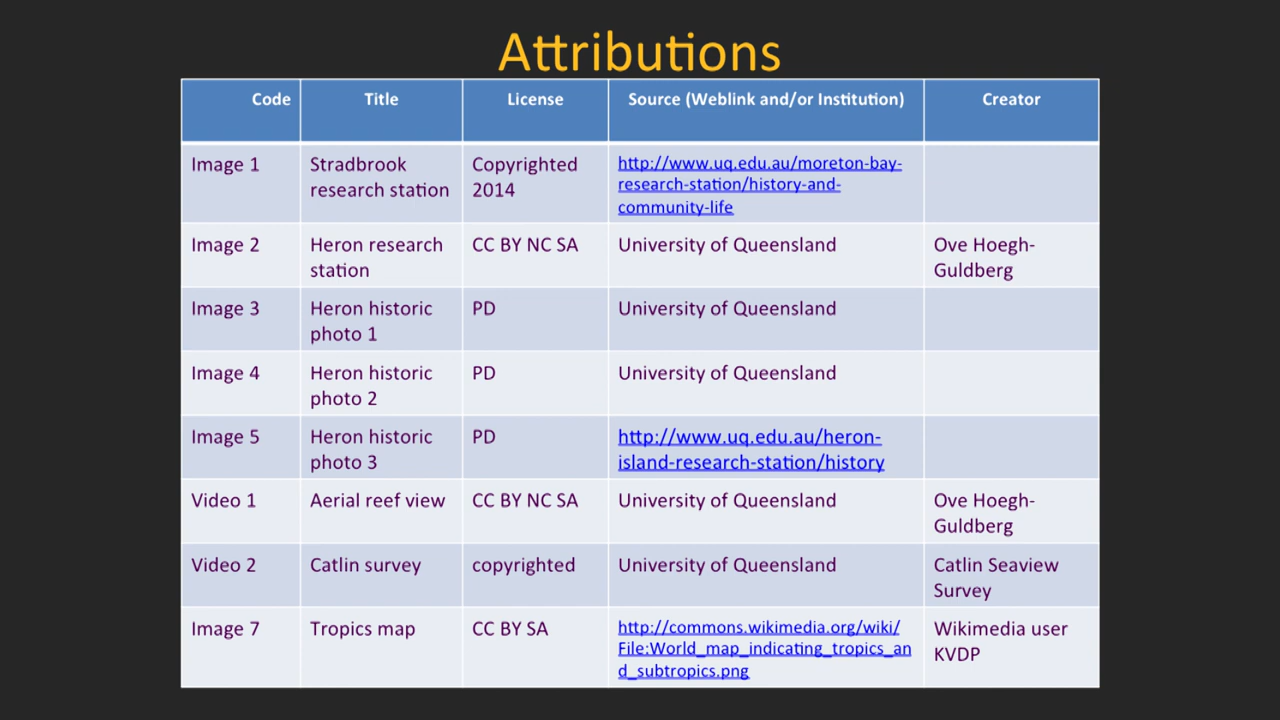 Attributions
Code Title License Source (Weblink and/or Institution) Creator
Image 1 Stradbrook research station Copyrighted 2014 http://www.uq.edu.au/moreton-bay-research-station/history-and-community-life
Image 2 Heron research station CC BY NC SA University of Queensland Ove Hoegh-Guldberg
Image 3 Heron historic photo 1 PD University of Queensland
Image 4 Heron historic photo 2 PD University of Queensland
Image 5 Heron historic photo 3 PD http://www.uq.edu.au/heron-island-research-station/history
Video 1 Aerial reef view CC BY NC SA University of Queensland Ove Hoegh-Guldberg
Video 2 Catlin survey copyrighted University of Queensland Catlin Seaview Survey
Image 7 Tropics map CC BY SA http://commons.wikimedia.org/wiki/File:World_map_indicating_tropics_and_subtropics.png Wikimedia user KVDP